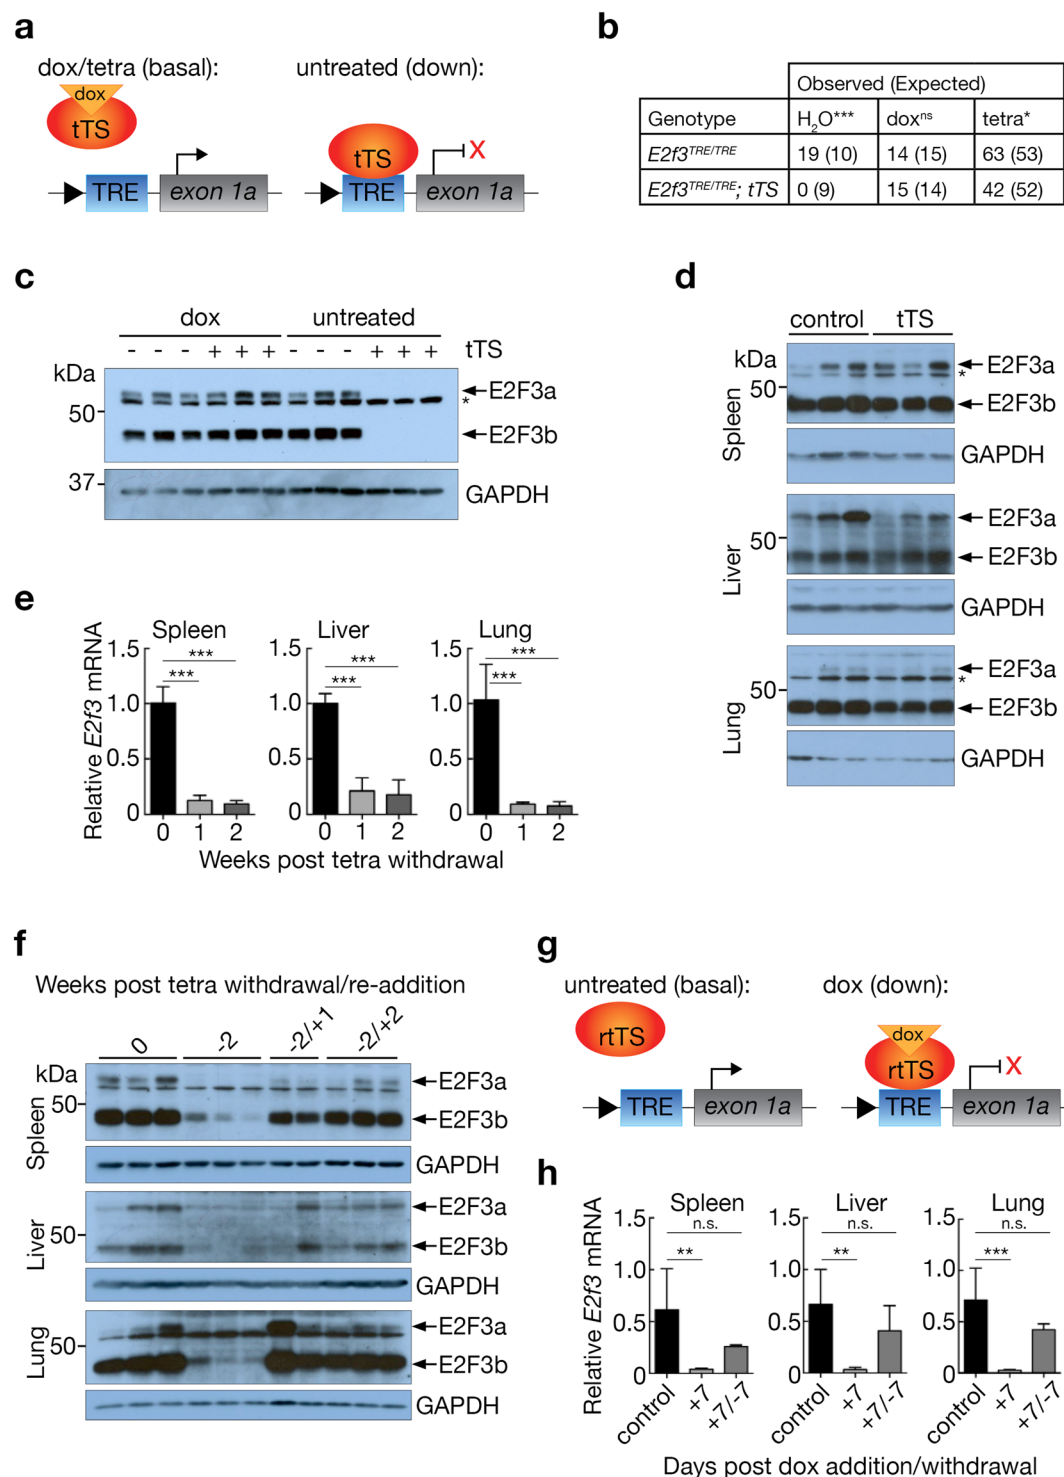 a
dox/tetra (basal):
untreated (down):
dox
tTS
TRE
exon 1a
tTS
X
TRE
exon 1a
b
Observed (Expected)
Genotype H2O*** doxns tetra*
E2f3TRE/TRE 19 (10) 14 (15) 63 (53)
E2f3TRE/TRE; tTS 0 (9) 15 (14) 42 (52)
c
dox untreated
- - - + + + - - - + + + tTS
kDa
E2F3a
*
50
E2F3b
37
GAPDH
d
control tTS
kDa
E2F3a
*
50
E2F3b
Spleen
GAPDH
E2F3a
50
E2F3b
Liver
GAPDH
E2F3a
*
50
E2F3b
Lung
GAPDH
e
Relative E2f3 mRNA
Spleen
1.5
1.0
0.5
0
***
***
0 1 2
Liver
1.5
1.0
0.5
0
***
***
0 1 2
Lung
1.5
1.0
0.5
0
***
***
0 1 2
Weeks post tetra withdrawal
f
Weeks post tetra withdrawal/re-addition
0 -2 -2/+1 -2/+2
kDa
E2F3a
50
E2F3b
Spleen
GAPDH
E2F3a
50
E2F3b
Liver
GAPDH
E2F3a
50
E2F3b
Lung
GAPDH
g
untreated (basal):
dox (down):
rtTS
TRE
exon 1a
dox
rtTS
X
TRE
exon 1a
h
Relative E2f3 mRNA
Spleen
1.5
1.0
0.5
0
n.s.
**
control +7 +7/-7
Liver
1.5
1.0
0.5
0
n.s.
**
control +7 +7/-7
Lung
1.5
1.0
0.5
0
n.s.
***
control +7 +7/-7
Days post dox addition/withdrawal